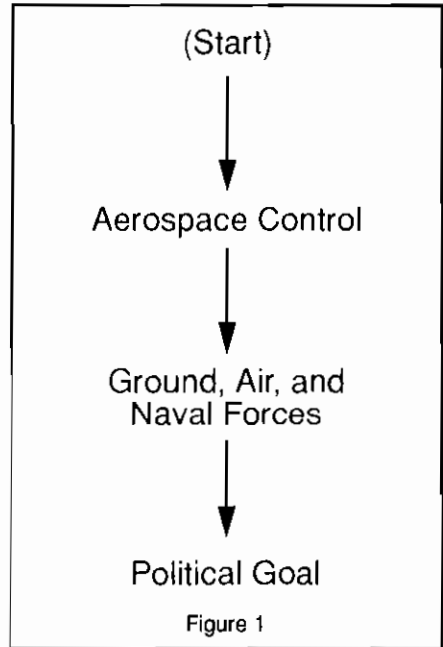 (Start)
Aerospace Control
Ground, Air, and
Naval Forces
Political Goal
Figure 1